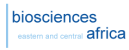 biosciences
eastern and central africa